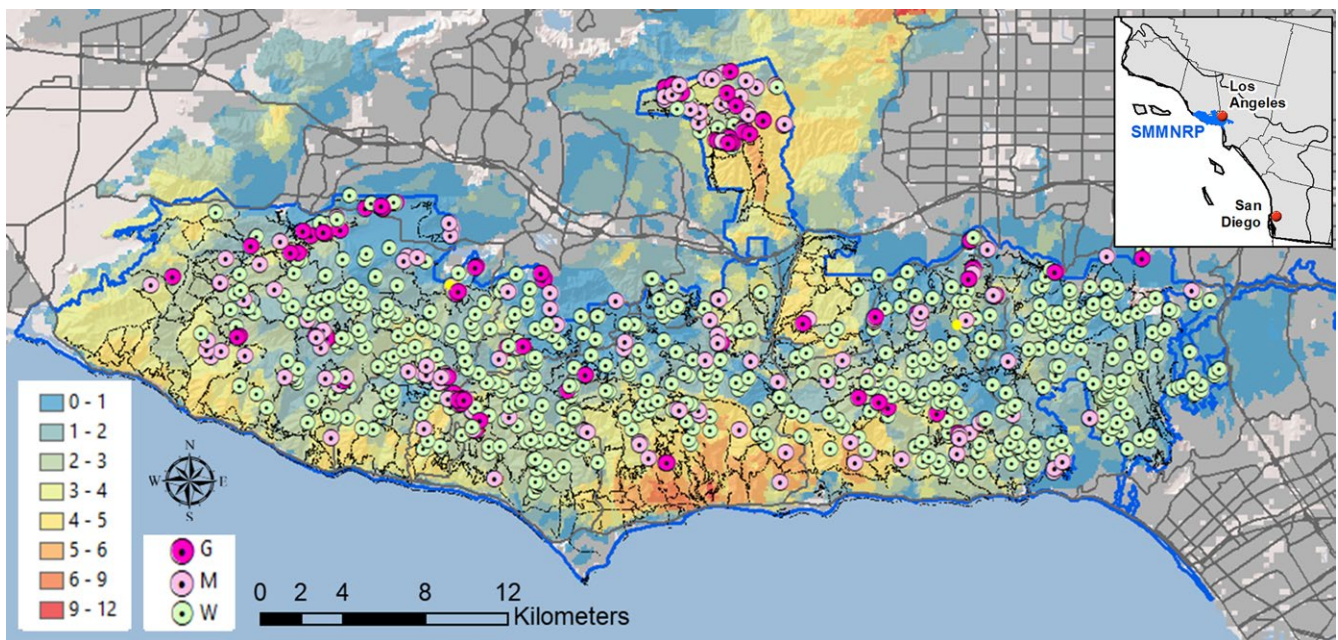 Los
Angeles
SMMNRP
San
Diego
0 - 1
1 - 2
2 - 3
3 - 4
4 - 5
5 - 6
6 - 9
9 - 12
N
W E
S
G
M
W
0 2 4 8 12
Kilometers